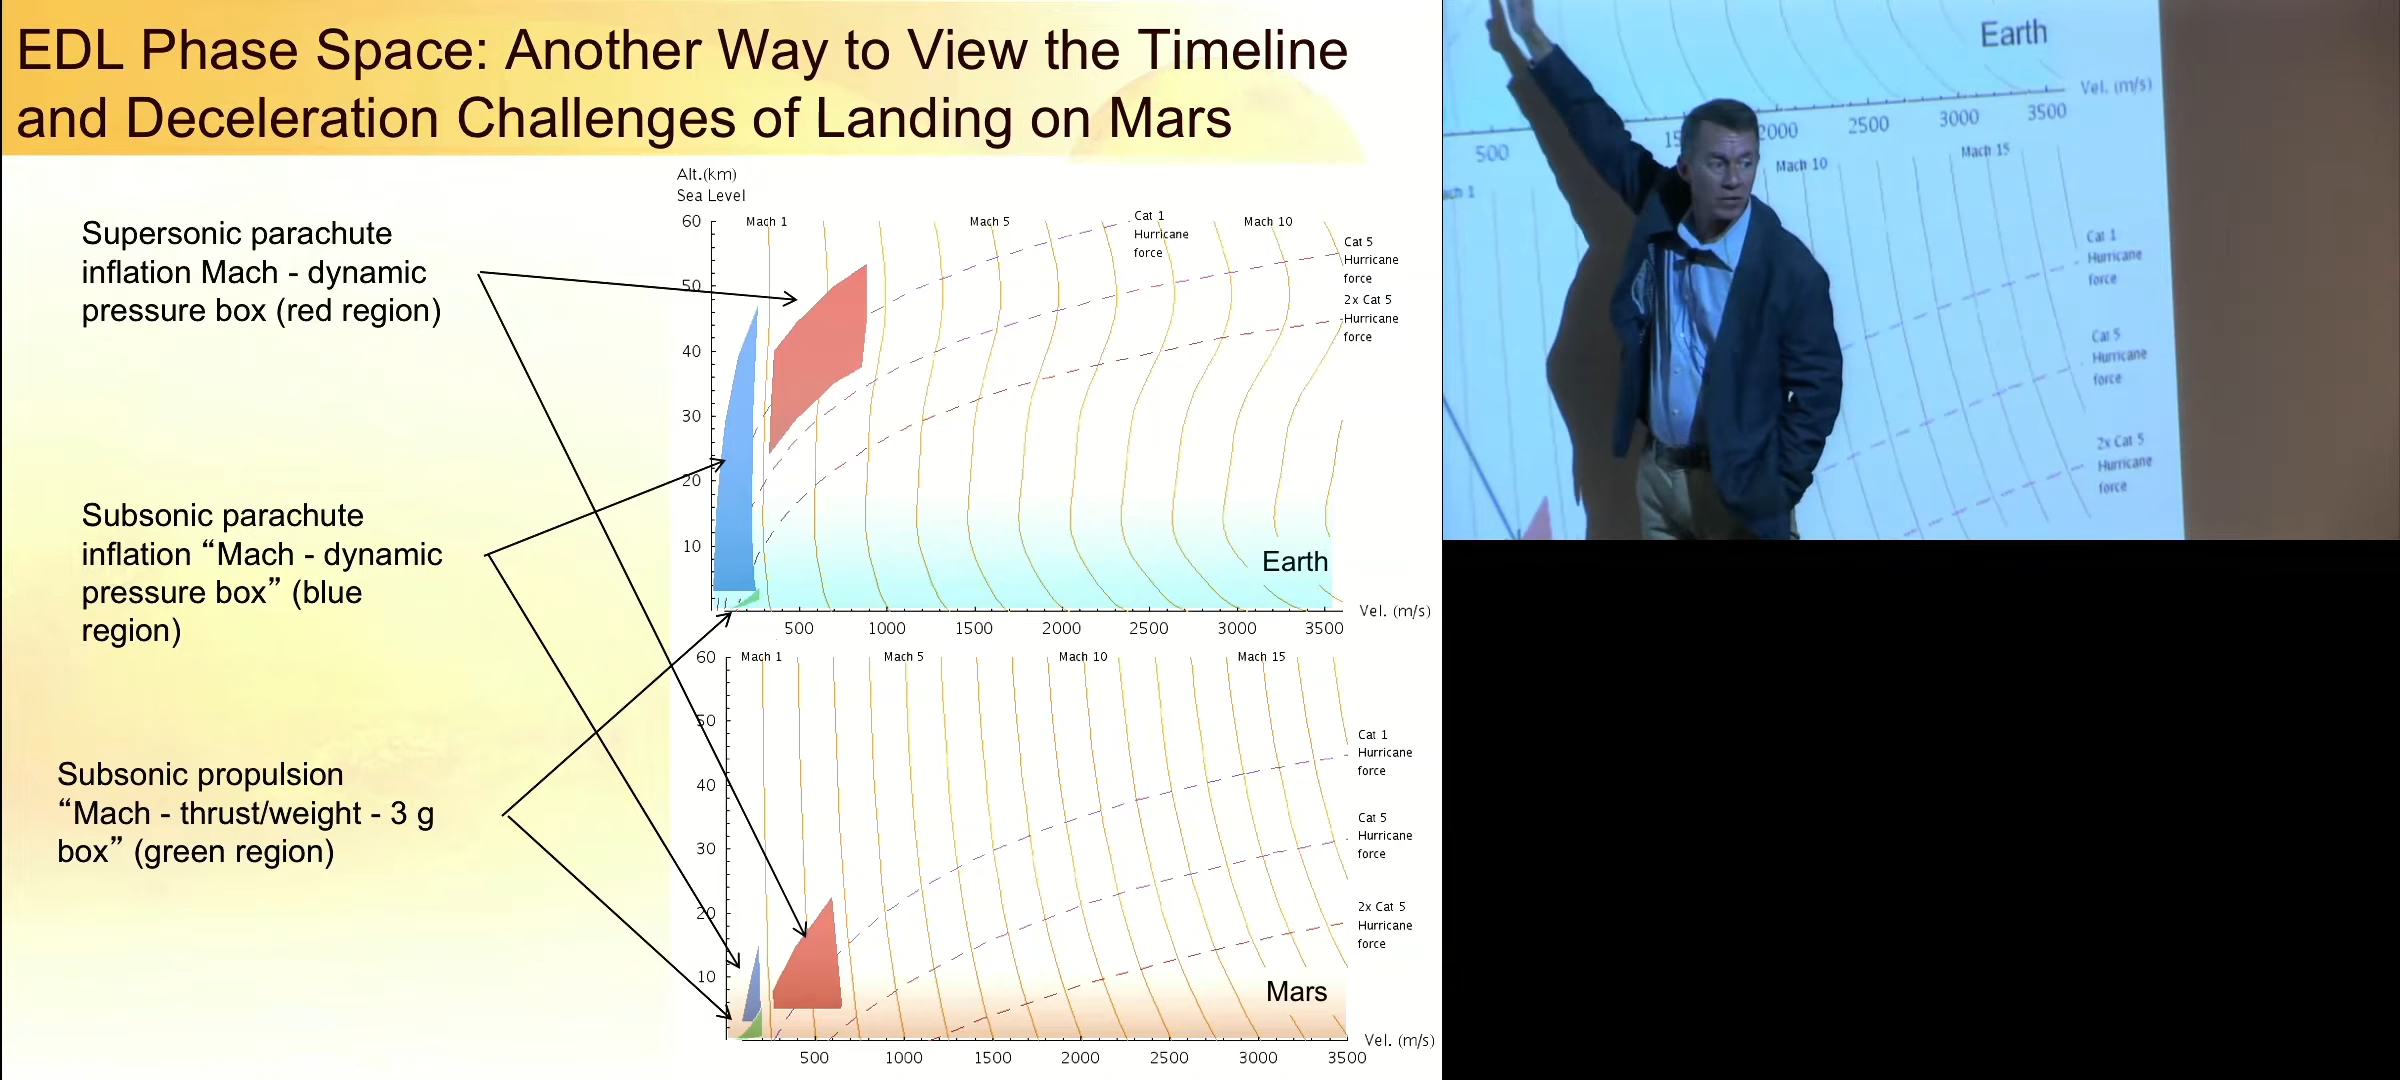 EDL Phase Space: Another Way to View the Timeline
and Deceleration Challenges of Landing on Mars
Supersonic parachute
inflation Mach - dynamic
pressure box (red region)
Subsonic parachute
inflation “Mach - dynamic
pressure box” (blue
region)
Subsonic propulsion
“Mach - thrust/weight - 3 g
box” (green region)
Alt.(km)
Sea Level
60
50
40
30
20
10
Mach 1
Mach 5
Mach 10
Cat 1
Hurricane
force
Cat 5
Hurricane
force
2x Cat 5
Hurricane
force
Earth
Vel. (m/s)
500 1000 1500 2000 2500 3000 3500
60
50
40
30
20
10
Mach 1
Mach 5
Mach 10
Mach 15
Cat 1
Hurricane
force
Cat 5
Hurricane
force
2x Cat 5
Hurricane
force
Mars
Vel. (m/s)
500 1000 1500 2000 2500 3000 3500
Earth
Vel. (m/s)
500 15 2000 2500 3000 3500
ach 1
Mach 10
Mach 15
Cat 1
Hurricane
force
Cat 5
Hurricane
force
2x Cat 5
Hurricane
force